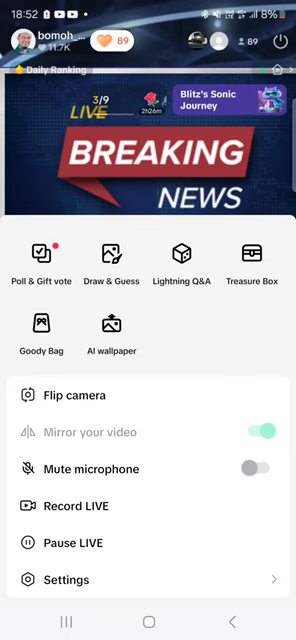 18:52
8%
bomoh_...
11.7K
89
89
Daily Ranking
3/9
LIVE
2h26m
Blitz's Sonic
Journey
BREAKING
NEWS
Poll & Gift vote
Draw & Guess
Lightning Q&A
Treasure Box
Goody Bag
AI wallpaper
Flip camera
Mirror your video
Mute microphone
Record LIVE
Pause LIVE
Settings